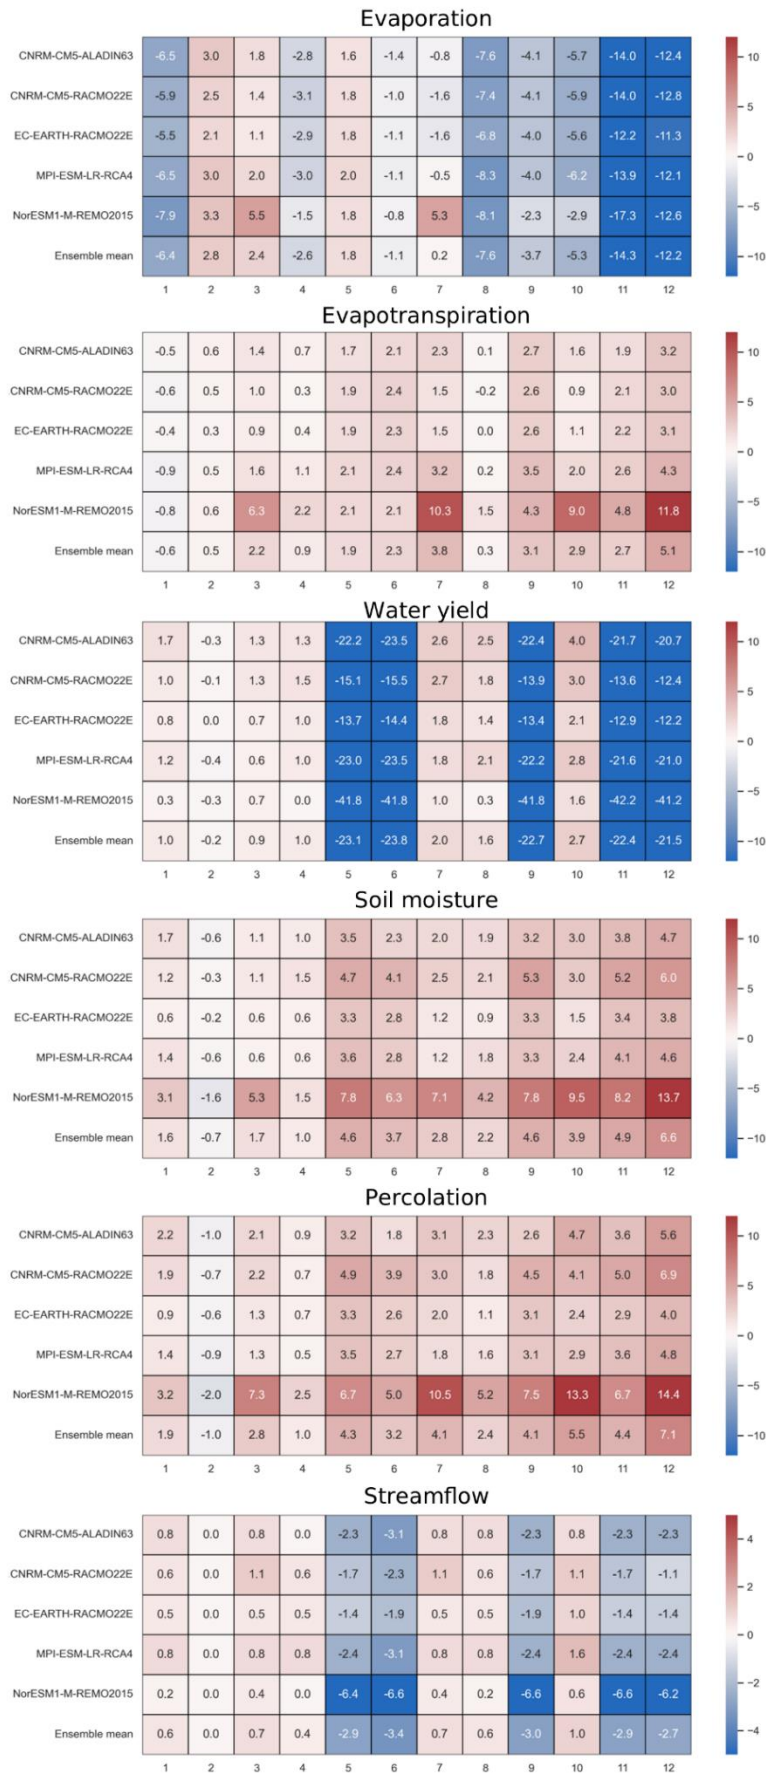 Evaporation
CNRM-CM5-ALADIN63 -6.5 3.0 1.8 -2.8 1.6 -1.4 -0.8 -7.6 -4.1 -5.7 -14.0 -12.4
CNRM-CM5-RACMO22E -5.9 2.5 1.4 -3.1 1.8 -1.0 -1.6 -7.4 -4.1 -5.9 -14.0 -12.8
EC-EARTH-RACMO22E -5.5 2.1 1.1 -2.9 1.8 -1.1 -1.6 -6.8 -4.0 -5.6 -12.2 -11.3
MPI-ESM-LR-RCA4 -6.5 3.0 2.0 -3.0 2.0 -1.1 -0.5 -8.3 -4.0 -6.2 -13.9 -12.1
NorESM1-M-REMO2015 -7.9 3.3 5.5 -1.5 1.8 -0.8 5.3 -8.1 -2.3 -2.9 -17.3 -12.6
Ensemble mean -6.4 2.8 2.4 -2.6 1.8 -1.1 0.2 -7.6 -3.7 -5.3 -14.3 -12.2
1 2 3 4 5 6 7 8 9 10 11 12
10
5
0
−5
−10
Evapotranspiration
CNRM-CM5-ALADIN63 -0.5 0.6 1.4 0.7 1.7 2.1 2.3 0.1 2.7 1.6 1.9 3.2
CNRM-CM5-RACMO22E -0.6 0.5 1.0 0.3 1.9 2.4 1.5 -0.2 2.6 0.9 2.1 3.0
EC-EARTH-RACMO22E -0.4 0.3 0.9 0.4 1.9 2.3 1.5 0.0 2.6 1.1 2.2 3.1
MPI-ESM-LR-RCA4 -0.9 0.5 1.6 1.1 2.1 2.4 3.2 0.2 3.5 2.0 2.6 4.3
NorESM1-M-REMO2015 -0.8 0.6 6.3 2.2 2.1 2.1 10.3 1.5 4.3 9.0 4.8 11.8
Ensemble mean -0.6 0.5 2.2 0.9 1.9 2.3 3.8 0.3 3.1 2.9 2.7 5.1
1 2 3 4 5 6 7 8 9 10 11 12
10
5
0
−5
−10
Water yield
CNRM-CM5-ALADIN63 1.7 -0.3 1.3 1.3 -22.2 -23.5 2.6 2.5 -22.4 4.0 -21.7 -20.7
CNRM-CM5-RACMO22E 1.0 -0.1 1.3 1.5 -15.1 -15.5 2.7 1.8 -13.9 3.0 -13.6 -12.4
EC-EARTH-RACMO22E 0.8 0.0 0.7 1.0 -13.7 -14.4 1.8 1.4 -13.4 2.1 -12.9 -12.2
MPI-ESM-LR-RCA4 1.2 -0.4 0.6 1.0 -23.0 -23.5 1.8 2.1 -22.2 2.8 -21.6 -21.0
NorESM1-M-REMO2015 0.3 -0.3 0.7 0.0 -41.8 -41.8 1.0 0.3 -41.8 1.6 -42.2 -41.2
Ensemble mean 1.0 -0.2 0.9 1.0 -23.1 -23.8 2.0 1.6 -22.7 2.7 -22.4 -21.5
1 2 3 4 5 6 7 8 9 10 11 12
10
5
0
−5
−10
Soil moisture
CNRM-CM5-ALADIN63 1.7 -0.6 1.1 1.0 3.5 2.3 2.0 1.9 3.2 3.0 3.8 4.7
CNRM-CM5-RACMO22E 1.2 -0.3 1.1 1.5 4.7 4.1 2.5 2.1 5.3 3.0 5.2 6.0
EC-EARTH-RACMO22E 0.6 -0.2 0.6 0.6 3.3 2.8 1.2 0.9 3.3 1.5 3.4 3.8
MPI-ESM-LR-RCA4 1.4 -0.6 0.6 0.6 3.6 2.8 1.2 1.8 3.3 2.4 4.1 4.6
NorESM1-M-REMO2015 3.1 -1.6 5.3 1.5 7.8 6.3 7.1 4.2 7.8 9.5 8.2 13.7
Ensemble mean 1.6 -0.7 1.7 1.0 4.6 3.7 2.8 2.2 4.6 3.9 4.9 6.6
1 2 3 4 5 6 7 8 9 10 11 12
10
5
0
−5
−10
Percolation
CNRM-CM5-ALADIN63 2.2 -1.0 2.1 0.9 3.2 1.8 3.1 2.3 2.6 4.7 3.6 5.6
CNRM-CM5-RACMO22E 1.9 -0.7 2.2 0.7 4.9 3.9 3.0 1.8 4.5 4.1 5.0 6.9
EC-EARTH-RACMO22E 0.9 -0.6 1.3 0.7 3.3 2.6 2.0 1.1 3.1 2.4 2.9 4.0
MPI-ESM-LR-RCA4 1.4 -0.9 1.3 0.5 3.5 2.7 1.8 1.6 3.1 2.9 3.6 4.8
NorESM1-M-REMO2015 3.2 -2.0 7.3 2.5 6.7 5.0 10.5 5.2 7.5 13.3 6.7 14.4
Ensemble mean 1.9 -1.0 2.8 1.0 4.3 3.2 4.1 2.4 4.1 5.5 4.4 7.1
1 2 3 4 5 6 7 8 9 10 11 12
10
5
0
−5
−10
Streamflow
CNRM-CM5-ALADIN63 0.8 0.0 0.8 0.0 -2.3 -3.1 0.8 0.8 -2.3 0.8 -2.3 -2.3
CNRM-CM5-RACMO22E 0.6 0.0 1.1 0.6 -1.7 -2.3 1.1 0.6 -1.7 1.1 -1.7 -1.1
EC-EARTH-RACMO22E 0.5 0.0 0.5 0.5 -1.4 -1.9 0.5 0.5 -1.9 1.0 -1.4 -1.4
MPI-ESM-LR-RCA4 0.8 0.0 0.8 0.8 -2.4 -3.1 0.8 0.8 -2.4 1.6 -2.4 -2.4
NorESM1-M-REMO2015 0.2 0.0 0.4 0.0 -6.4 -6.6 0.4 0.2 -6.6 0.6 -6.6 -6.2
Ensemble mean 0.6 0.0 0.7 0.4 -2.9 -3.4 0.7 0.6 -3.0 1.0 -2.9 -2.7
1 2 3 4 5 6 7 8 9 10 11 12
4
2
0
−2
−4